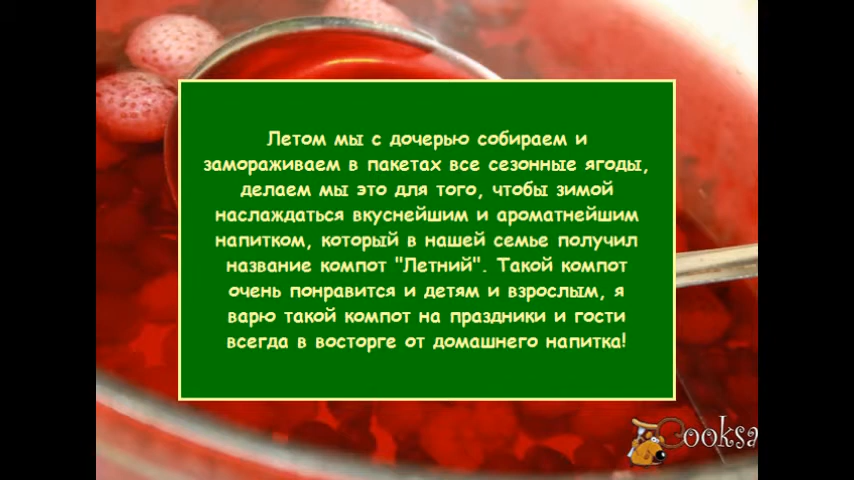 Летом мы с дочерью собираем и
замораживаем в пакетах все сезонные ягоды,
делаем мы это для того, чтобы зимой
наслаждаться вкуснейшим и ароматнейшим
напитком, который в нашей семье получил
название компот "Летний". Такой компот
очень понравится и детям и взрослым, я
варю такой компот на праздники и гости
всегда в восторге от домашнего напитка!
Cooksa